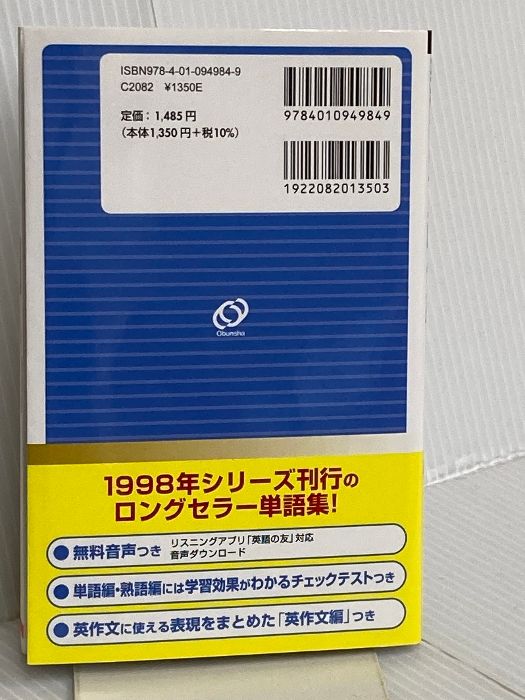 ISBN978-4-01-094984-9
C2082 ¥1350E
定価：1,485円
（本体1,350円＋税10%）
9784010949849
1922082013503
Obunsha
1998年シリーズ刊行の
ロングセラー単語集！
● 無料音声つき リスニングアプリ「英語の友」対応
音声ダウンロード
● 単語編・熟語編には学習効果がわかるチェックテストつき
● 英作文に使える表現をまとめた「英作文編」つき